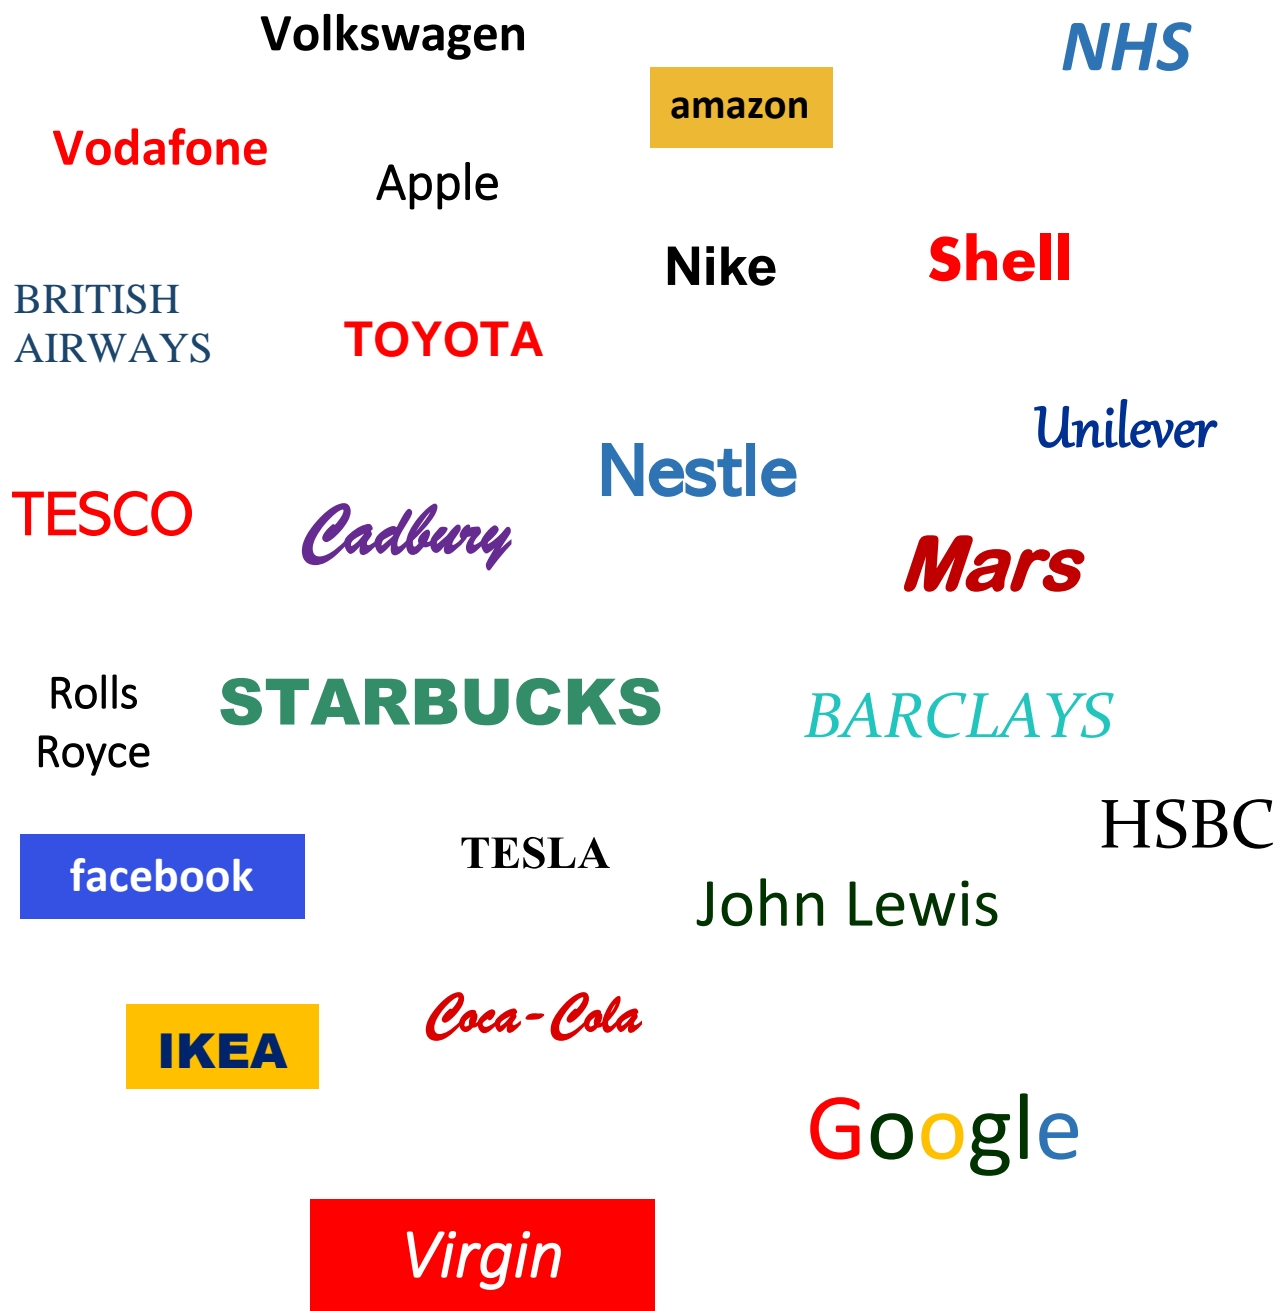 Volkswagen
NHS
amazon
Vodafone
Apple
Nike
Shell
BRITISH
AIRWAYS
TOYOTA
Unilever
Nestle
TESCO
Cadbury
Mars
Rolls
Royce
STARBUCKS
BARCLAYS
HSBC
facebook
TESLA
John Lewis
IKEA
Coca-Cola
Google
Virgin